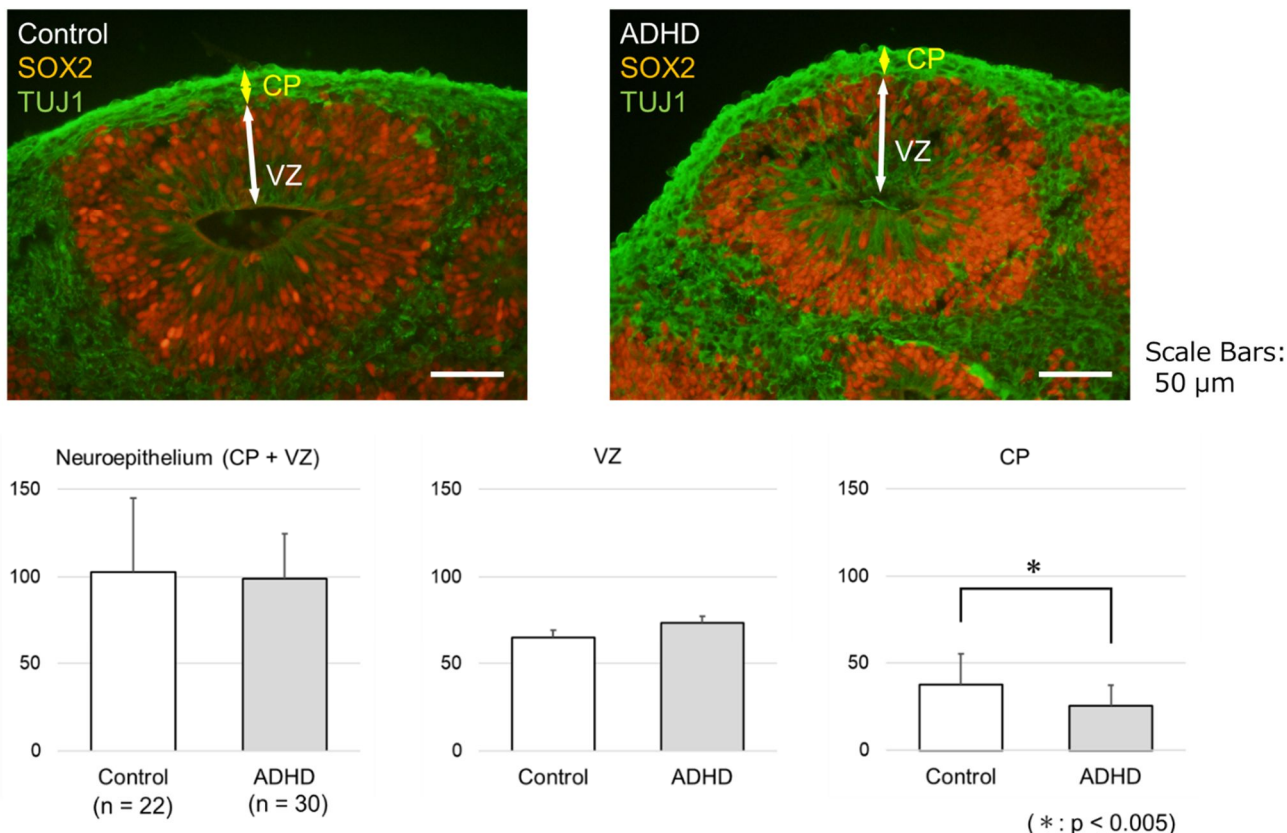 Control
SOX2
TUJ1
CP
VZ
ADHD
SOX2
TUJ1
CP
VZ
Scale Bars:
50 μm
Neuroepithelium (CP + VZ)
150
100
50
0
Control
(n = 22)
ADHD
(n = 30)
VZ
150
100
50
0
Control
ADHD
CP
150
100
50
0
*
Control
ADHD
(*: p < 0.005)